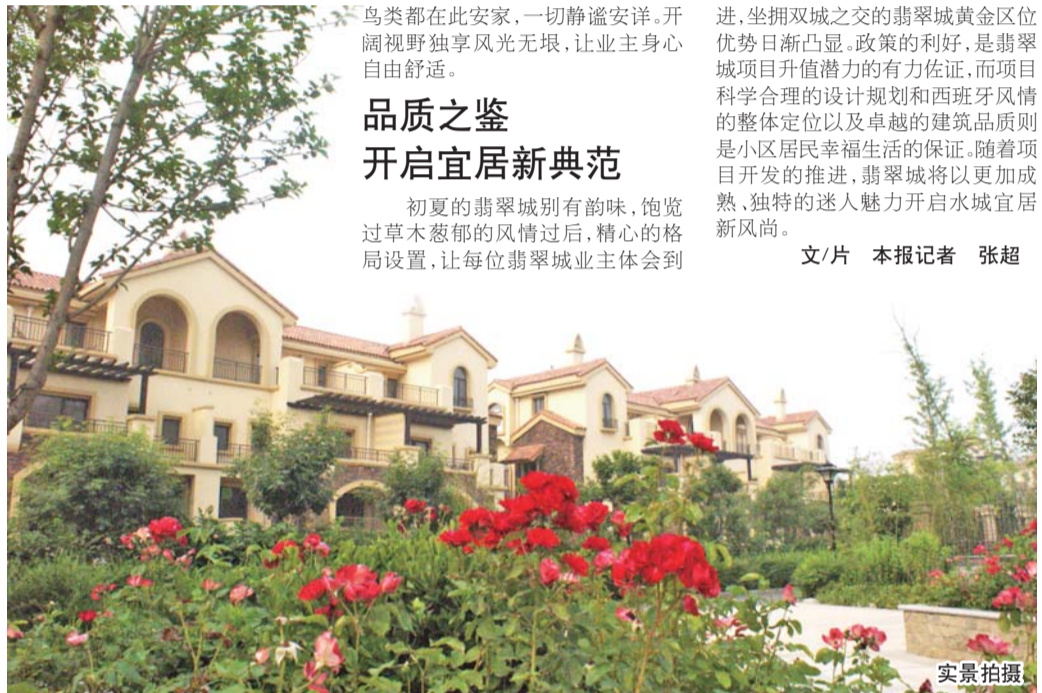 鸟类都在此安家，一切静谧安详。开
阔视野独享风光无垠，让业主身心
自由舒适。
品质之鉴
开启宜居新典范
初夏的翡翠城别有韵味，饱览
过草木葱郁的风情过后，精心的格
局设置，让每位翡翠城业主体会到
进，坐拥双城之交的翡翠城黄金区位
优势日渐凸显。政策的利好，是翡翠
城项目升值潜力的有力佐证，而项目
科学合理的设计规划和西班牙风情
的整体定位以及卓越的建筑品质则
是小区居民幸福生活的保证。随着项
目开发的推进，翡翠城将以更加成
熟、独特的迷人魅力开启水城宜居
新风尚。
文/片 本报记者 张超
实景拍摄